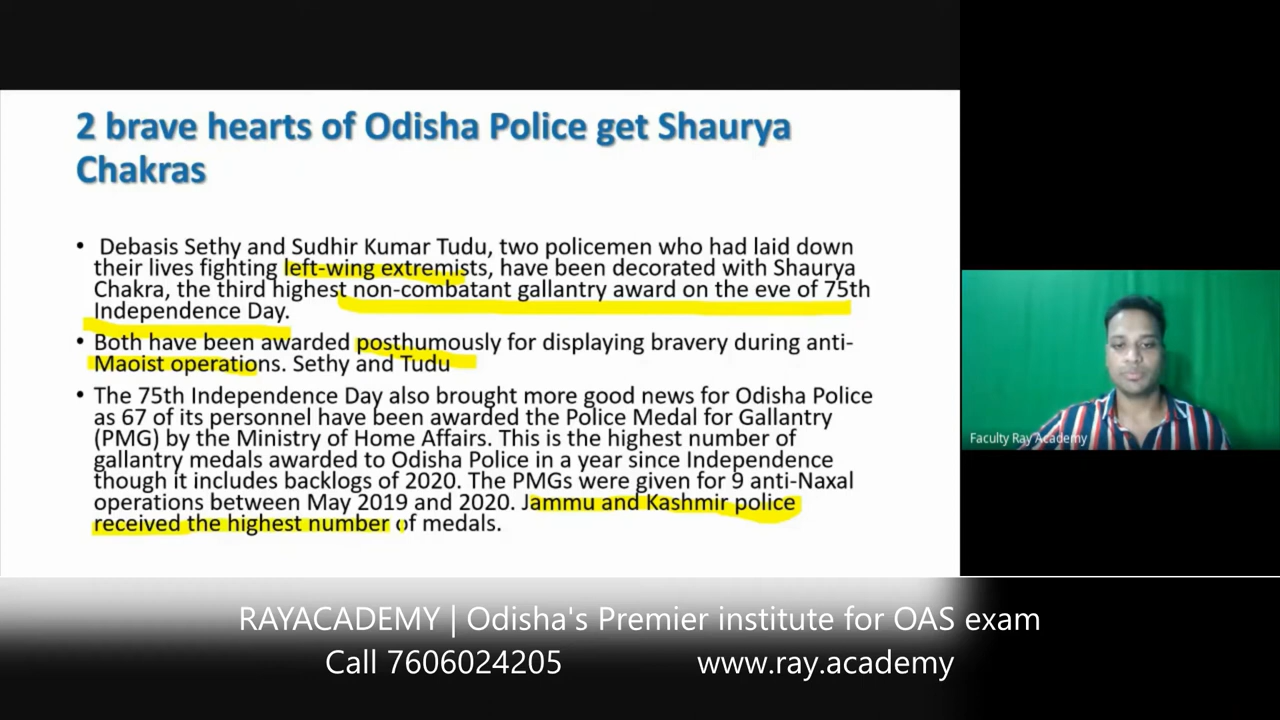 2 brave hearts of Odisha Police get Shaurya
Chakras
• Debasis Sethy and Sudhir Kumar Tudu, two policemen who had laid down
their lives fighting left-wing extremists, have been decorated with Shaurya
Chakra, the third highest non-combatant gallantry award on the eve of 75th
Independence Day.
• Both have been awarded posthumously for displaying bravery during anti-
Maoist operations. Sethy and Tudu
• The 75th Independence Day also brought more good news for Odisha Police
as 67 of its personnel have been awarded the Police Medal for Gallantry
(PMG) by the Ministry of Home Affairs. This is the highest number of
gallantry medals awarded to Odisha Police in a year since Independence
though it includes backlogs of 2020. The PMGs were given for 9 anti-Naxal
operations between May 2019 and 2020. Jammu and Kashmir police
received the highest number of medals.
Faculty Ray Academy
RAYACADEMY | Odisha's Premier institute for OAS exam
Call 7606024205 www.ray.academy